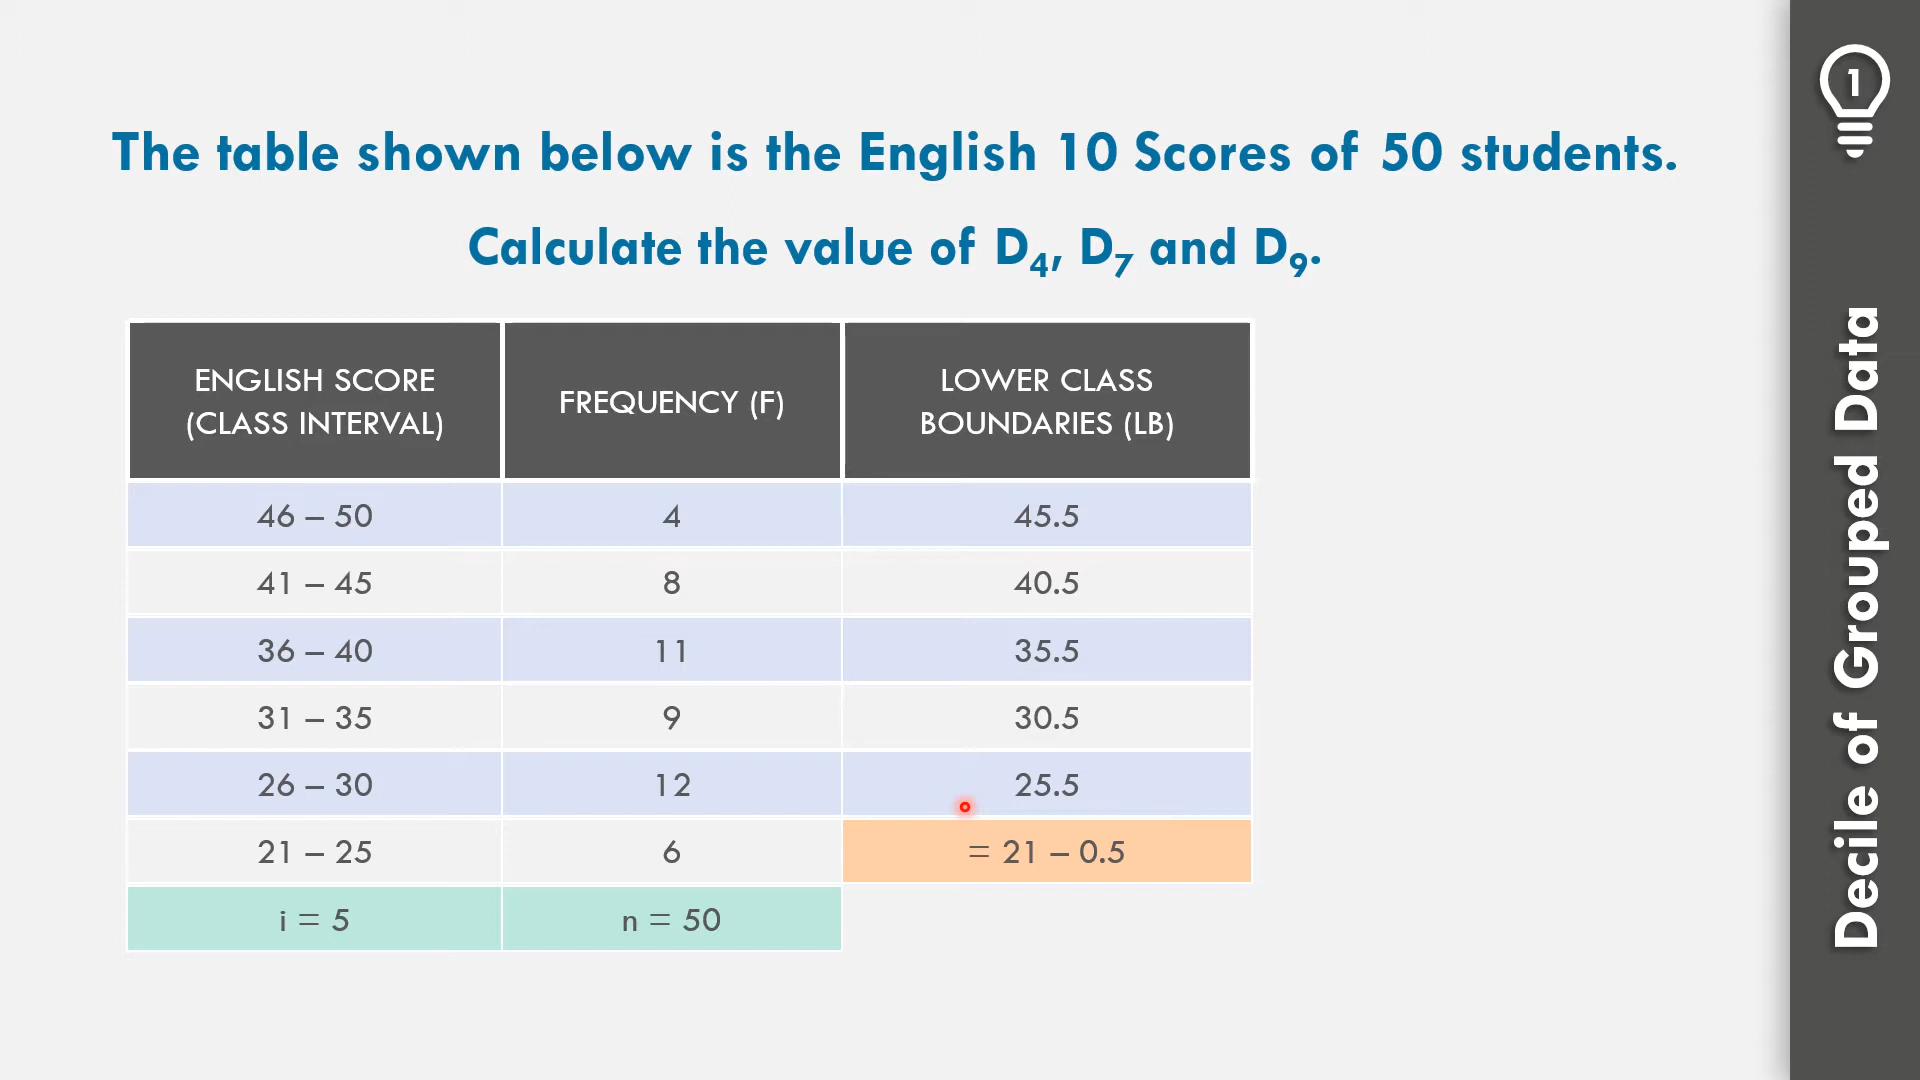 The table shown below is the English 10 Scores of 50 students.
Calculate the value of D₄, D₇ and D₉.
ENGLISH SCORE
(CLASS INTERVAL)
FREQUENCY (F)
LOWER CLASS
BOUNDARIES (LB)
46 – 50 4 45.5
41 – 45 8 40.5
36 – 40 11 35.5
31 – 35 9 30.5
26 – 30 12 25.5
21 – 25 6 = 21 – 0.5
i = 5 n = 50
1
Decile of Grouped Data